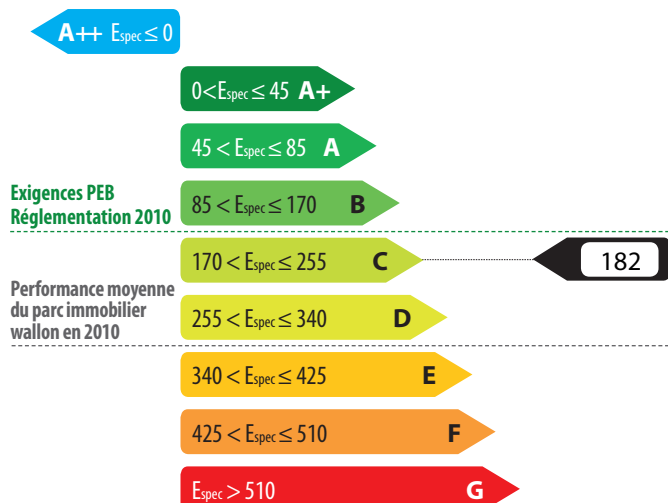 A++ Espec ≤ 0
0<Espec ≤ 45 A+
45 < Espec ≤ 85 A
Exigences PEB
Réglementation 2010
85 < Espec ≤ 170 B
170 < Espec ≤ 255 C
182
Performance moyenne
du parc immobilier
wallon en 2010
255 < Espec ≤ 340 D
340 < Espec ≤ 425 E
425 < Espec ≤ 510 F
Espec > 510 G